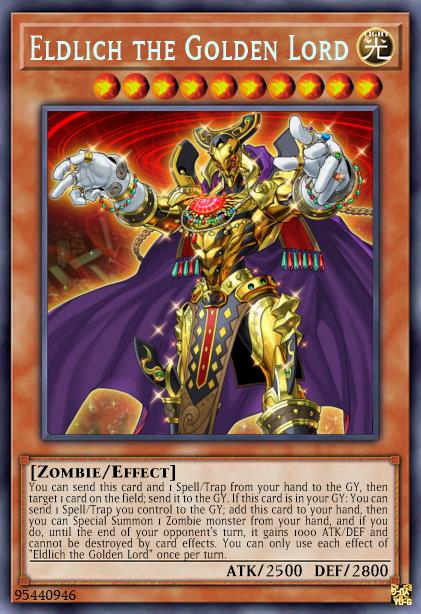 Eldlich the Golden Lord
LIGHT
光
[Zombie/Effect]
You can send this card and 1 Spell/Trap from your hand to the GY, then
target 1 card on the field; send it to the GY. If this card is in your GY: You can
send 1 Spell/Trap you control to the GY; add this card to your hand, then
you can Special Summon 1 Zombie monster from your hand, and if you
do, until the end of your opponent's turn, it gains 1000 ATK/DEF and
cannot be destroyed by card effects. You can only use each effect of
"Eldlich the Golden Lord" once per turn.
ATK/2500 DEF/2800
95440946